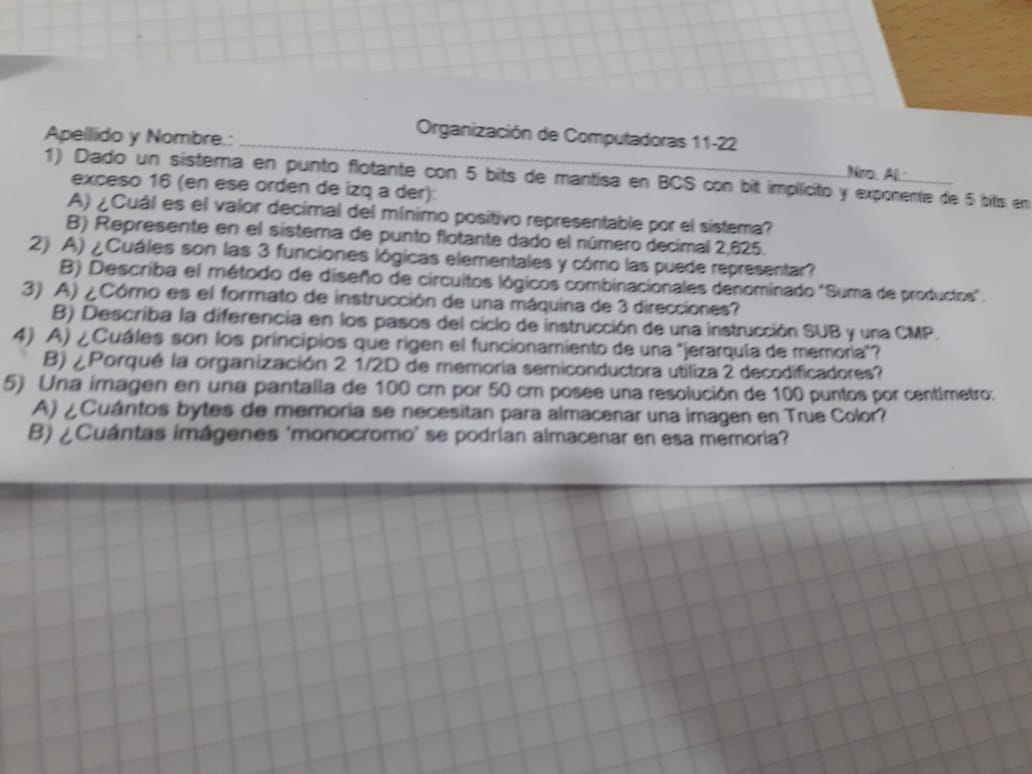 Organización de Computadoras 11-22
Apellido y Nombre.: Nro. Al.:
1) Dado un sistema en punto flotante con 5 bits de mantisa en BCS con bit implícito y exponente de 5 bits en
exceso 16 (en ese orden de izq a der):
A) ¿Cuál es el valor decimal del mínimo positivo representable por el sistema?
B) Represente en el sistema de punto flotante dado el número decimal 2,625.
2) A) ¿Cuáles son las 3 funciones lógicas elementales y cómo las puede representar?
B) Describa el método de diseño de circuitos lógicos combinacionales denominado "Suma de productos".
3) A) ¿Cómo es el formato de instrucción de una máquina de 3 direcciones?
B) Describa la diferencia en los pasos del ciclo de instrucción de una instrucción SUB y una CMP.
4) A) ¿Cuáles son los principios que rigen el funcionamiento de una "jerarquía de memoria"?
B) ¿Porqué la organización 2 1/2D de memoria semiconductora utiliza 2 decodificadores?
5) Una imagen en una pantalla de 100 cm por 50 cm posee una resolución de 100 puntos por centímetro:
A) ¿Cuántos bytes de memoria se necesitan para almacenar una imagen en True Color?
B) ¿Cuántas imágenes 'monocromo' se podrían almacenar en esa memoria?